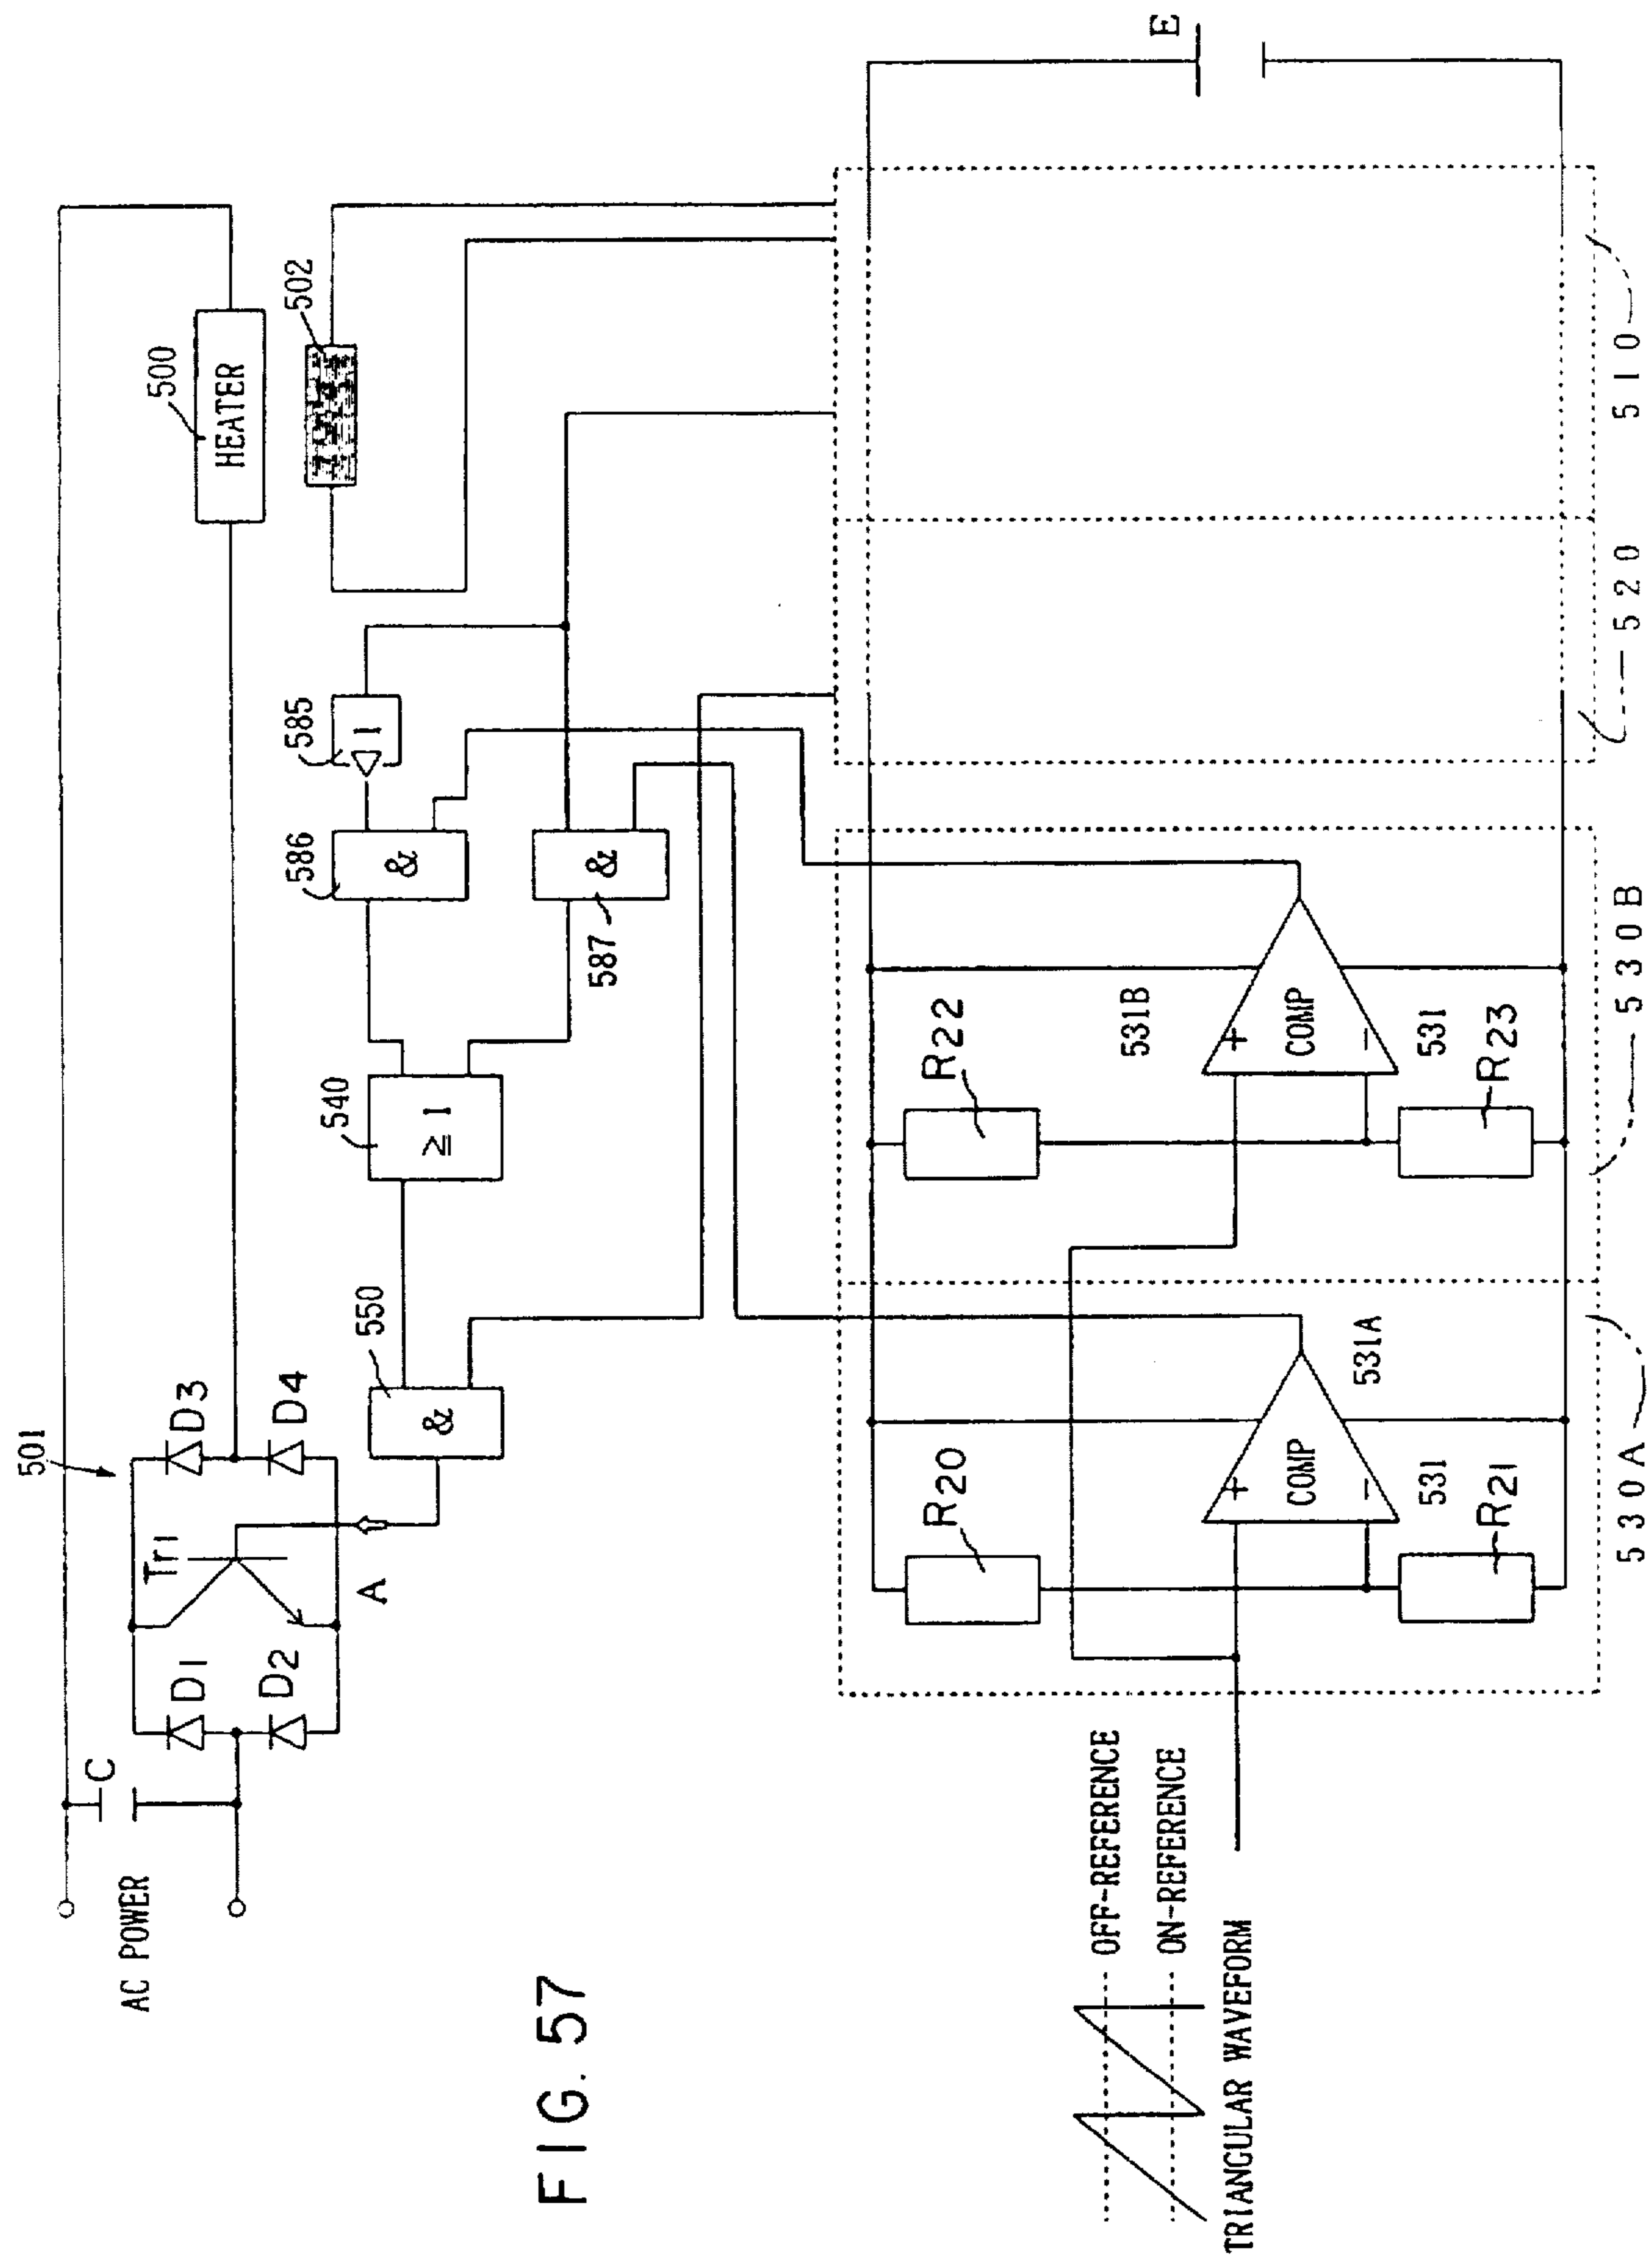 FIG. 57
AC POWER
C
501
D1
D2
Tr1
A
D3
D4
550
&
540
≧ 1
586
&
585
1
587
&
500
HEATER
502
E
OFF-REFERENCE
ON-REFERENCE
TRIANGULAR WAVEFORM
R20
R21
+
COMP
−
531
531A
R22
R23
531B
+
COMP
−
531
530A
530B
520
510